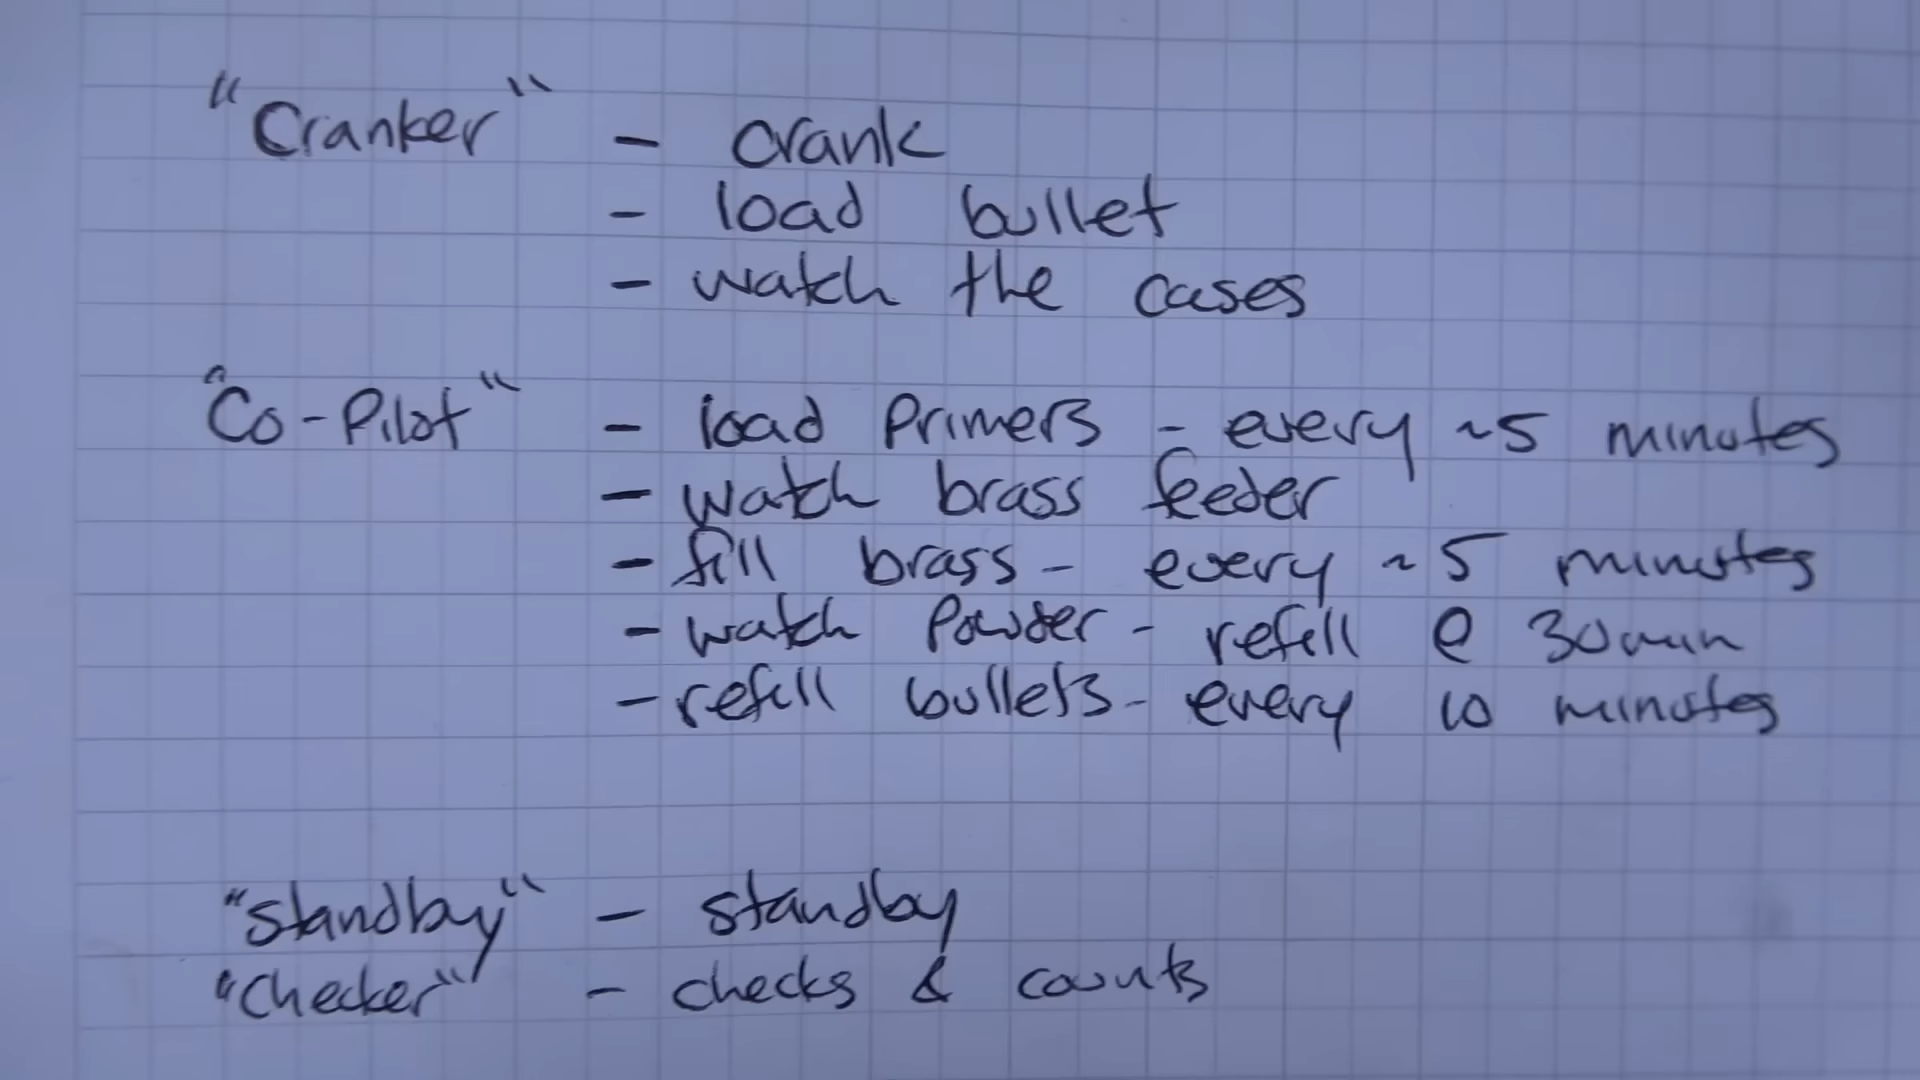 "Cranker" - crank
- load bullet
- watch the cases
"Co-Pilot" - load Primers - every ~5 minutes
- watch brass feeder
- fill brass - every ~5 minutes
- watch Powder - refill @ 30min
- refill bullets - every 10 minutes
"Standby" - standby
"Checker" - checks & counts